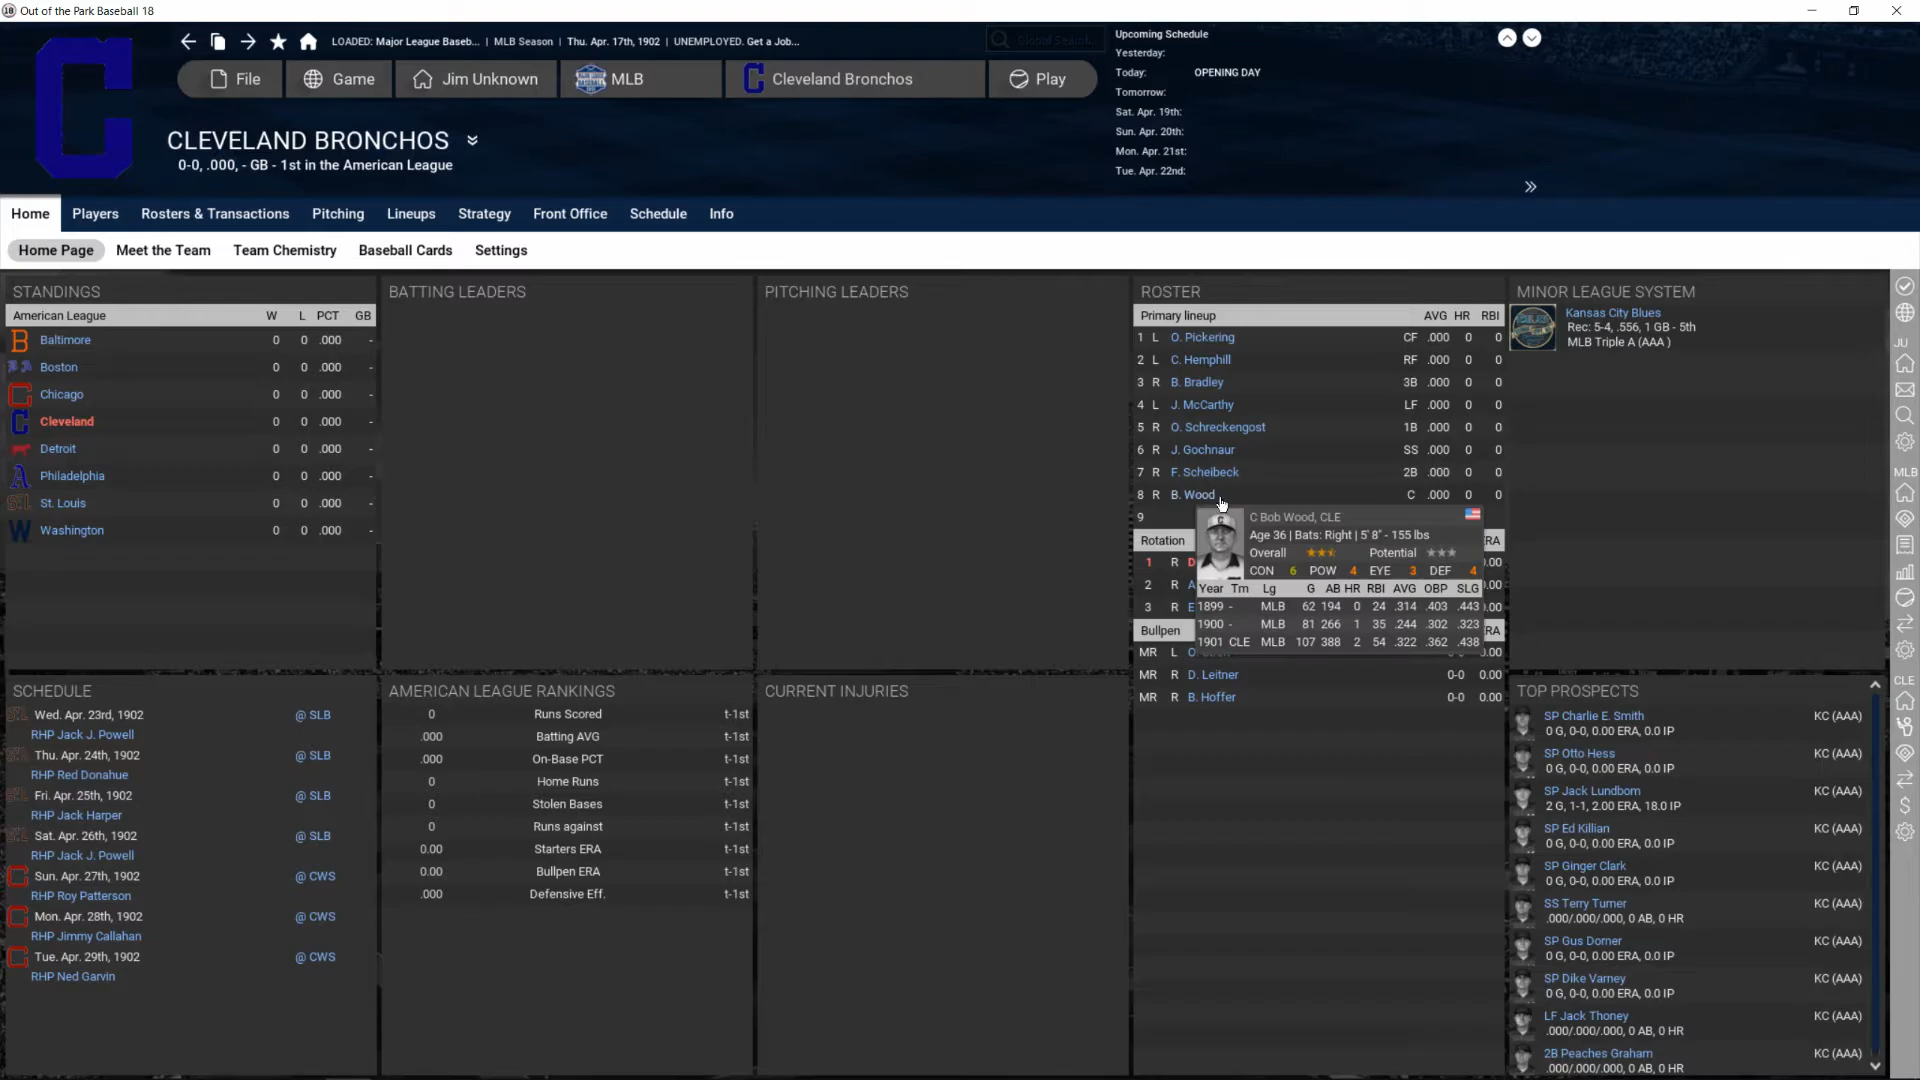 Out of the Park Baseball 18
LOADED: Major League Baseb... | MLB Season | Thu. Apr. 17th, 1902 | UNEMPLOYED. Get a Job...
Global Search...
File Game Jim Unknown MLB Cleveland Bronchos Play
Upcoming Schedule
Yesterday:
Today: OPENING DAY
Tomorrow:
Sat. Apr. 19th:
Sun. Apr. 20th:
Mon. Apr. 21st:
Tue. Apr. 22nd:
CLEVELAND BRONCHOS
0-0, .000, - GB - 1st in the American League
Home Players Rosters & Transactions Pitching Lineups Strategy Front Office Schedule Info
Home Page Meet the Team Team Chemistry Baseball Cards Settings
STANDINGS
American League W L PCT GB
Baltimore 0 0 .000 -
Boston 0 0 .000 -
Chicago 0 0 .000 -
Cleveland 0 0 .000 -
Detroit 0 0 .000 -
Philadelphia 0 0 .000 -
St. Louis 0 0 .000 -
Washington 0 0 .000 -
BATTING LEADERS
PITCHING LEADERS
ROSTER
Primary lineup AVG HR RBI
1 L O. Pickering CF .000 0 0
2 L C. Hemphill RF .000 0 0
3 R B. Bradley 3B .000 0 0
4 L J. McCarthy LF .000 0 0
5 R O. Schreckengost 1B .000 0 0
6 R J. Gochnaur SS .000 0 0
7 R F. Scheibeck 2B .000 0 0
8 R B. Wood C .000 0 0
9
Rotation
1 R D
2 R A
3 R E
Bullpen
MR L O.
MR R D. Leitner 0-0 0.00
MR R B. Hoffer 0-0 0.00
C Bob Wood, CLE
Age 36 | Bats: Right | 5' 8" - 155 lbs
Overall Potential
CON 6 POW 4 EYE 3 DEF 4
Year Tm Lg G AB HR RBI AVG OBP SLG
1899 - MLB 62 194 0 24 .314 .403 .443
1900 - MLB 81 266 1 35 .244 .302 .323
1901 CLE MLB 107 388 2 54 .322 .362 .438
MINOR LEAGUE SYSTEM
Kansas City Blues
Rec: 5-4, .556, 1 GB - 5th
MLB Triple A (AAA )
SCHEDULE
Wed. Apr. 23rd, 1902 @ SLB
RHP Jack J. Powell
Thu. Apr. 24th, 1902 @ SLB
RHP Red Donahue
Fri. Apr. 25th, 1902 @ SLB
RHP Jack Harper
Sat. Apr. 26th, 1902 @ SLB
RHP Jack J. Powell
Sun. Apr. 27th, 1902 @ CWS
RHP Roy Patterson
Mon. Apr. 28th, 1902 @ CWS
RHP Jimmy Callahan
Tue. Apr. 29th, 1902 @ CWS
RHP Ned Garvin
AMERICAN LEAGUE RANKINGS
0 Runs Scored t-1st
.000 Batting AVG t-1st
.000 On-Base PCT t-1st
0 Home Runs t-1st
0 Stolen Bases t-1st
0 Runs against t-1st
0.00 Starters ERA t-1st
0.00 Bullpen ERA t-1st
.000 Defensive Eff. t-1st
CURRENT INJURIES
TOP PROSPECTS
SP Charlie E. Smith KC (AAA)
0 G, 0-0, 0.00 ERA, 0.0 IP
SP Otto Hess KC (AAA)
0 G, 0-0, 0.00 ERA, 0.0 IP
SP Jack Lundbom KC (AAA)
2 G, 1-1, 2.00 ERA, 18.0 IP
SP Ed Killian KC (AAA)
0 G, 0-0, 0.00 ERA, 0.0 IP
SP Ginger Clark KC (AAA)
0 G, 0-0, 0.00 ERA, 0.0 IP
SS Terry Turner KC (AAA)
.000/.000/.000, 0 AB, 0 HR
SP Gus Dorner KC (AAA)
0 G, 0-0, 0.00 ERA, 0.0 IP
SP Dike Varney KC (AAA)
0 G, 0-0, 0.00 ERA, 0.0 IP
LF Jack Thoney KC (AAA)
.000/.000/.000, 0 AB, 0 HR
2B Peaches Graham KC (AAA)
.000/.000/.000, 0 AB, 0 HR
JU
MLB
CLE